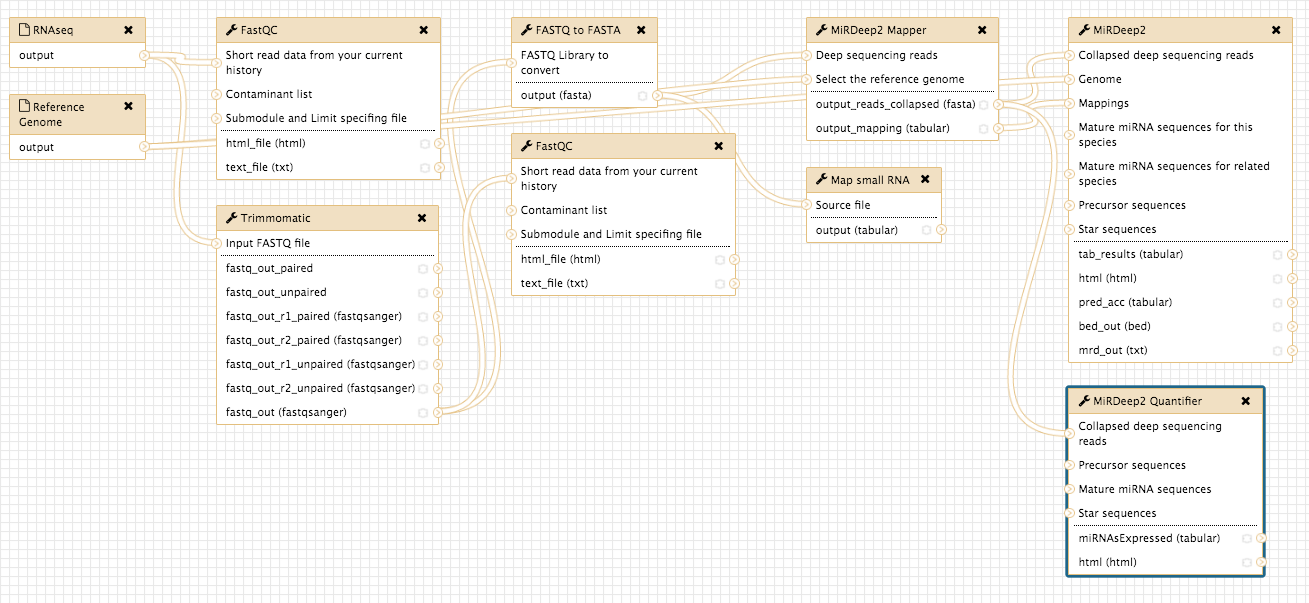 RNAseq
output
Reference
Genome
output
FastQC
Short read data from your current
history
Contaminant list
Submodule and Limit specifing file
html_file (html)
text_file (txt)
Trimmomatic
Input FASTQ file
fastq_out_paired
fastq_out_unpaired
fastq_out_r1_paired (fastqsanger)
fastq_out_r2_paired (fastqsanger)
fastq_out_r1_unpaired (fastqsanger)
fastq_out_r2_unpaired (fastqsanger)
fastq_out (fastqsanger)
FASTQ to FASTA
FASTQ Library to
convert
output (fasta)
FastQC
Short read data from your current
history
Contaminant list
Submodule and Limit specifing file
html_file (html)
text_file (txt)
MiRDeep2 Mapper
Deep sequencing reads
Select the reference genome
output_reads_collapsed (fasta)
output_mapping (tabular)
Map small RNA
Source file
output (tabular)
MiRDeep2
Collapsed deep sequencing reads
Genome
Mappings
Mature miRNA sequences for this
species
Mature miRNA sequences for related
species
Precursor sequences
Star sequences
tab_results (tabular)
html (html)
pred_acc (tabular)
bed_out (bed)
mrd_out (txt)
MiRDeep2 Quantifier
Collapsed deep sequencing
reads
Precursor sequences
Mature miRNA sequences
Star sequences
miRNAsExpressed (tabular)
html (html)